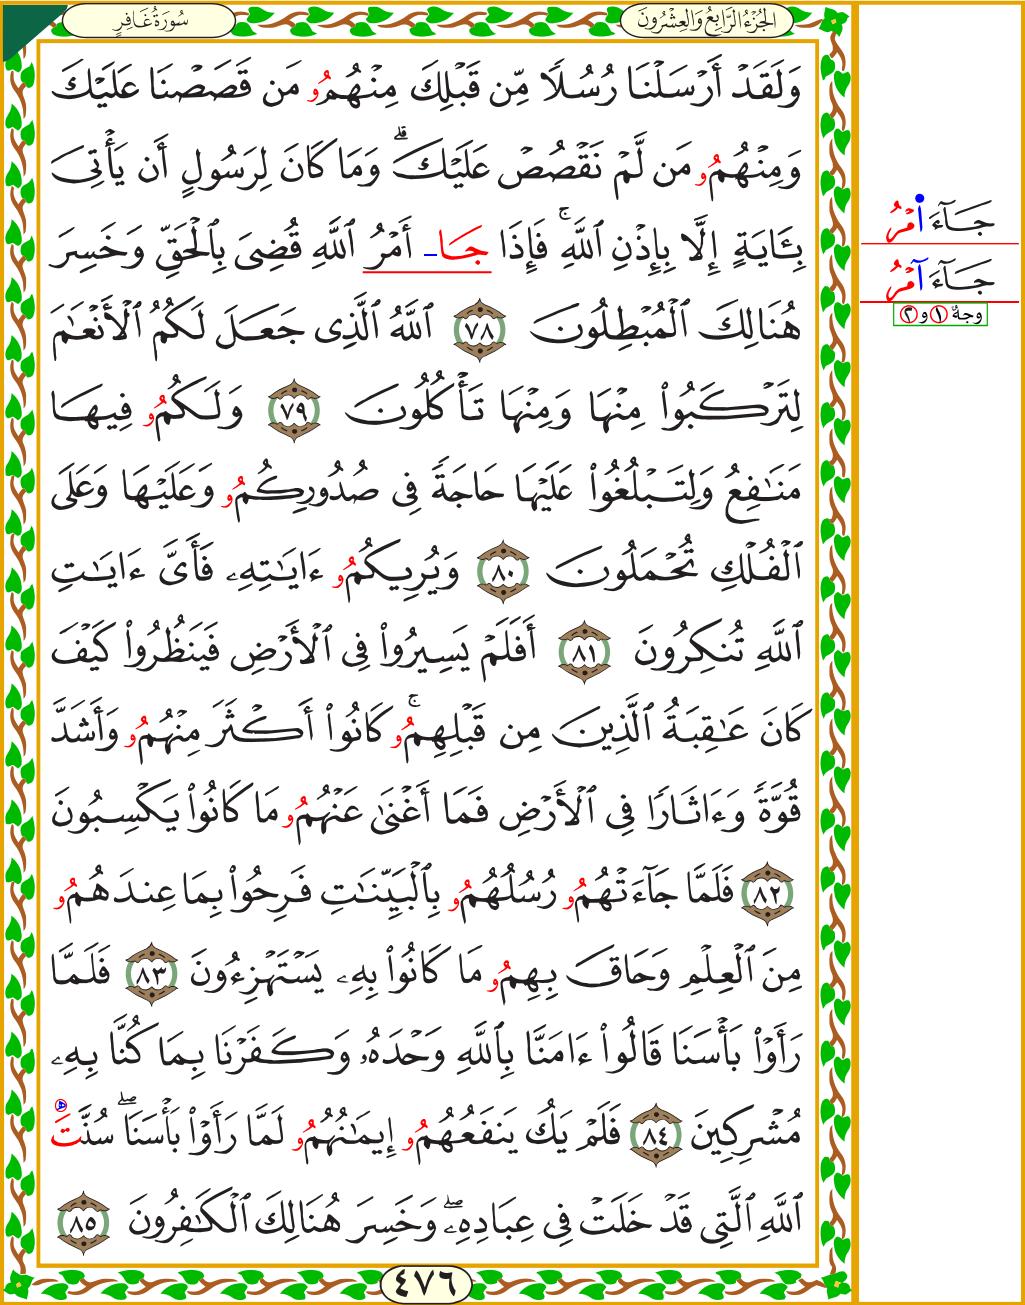 سُورَةُ غَافِرٍ
الجُزْءُ الرَّابِعُ وَالعِشْرُونَ
وَلَقَدْ أَرْسَلْنَا رُسُلًا مِّن قَبْلِكَ مِنْهُمُو مَن قَصَصْنَا عَلَيْكَ
وَمِنْهُمُو مَن لَّمْ نَقْصُصْ عَلَيْكَۗ وَمَا كَانَ لِرَسُولٍ أَن يَأْتِىَ
بِـَٔايَةٍ إِلَّا بِإِذْنِ ٱللَّهِۚ فَإِذَا جَا۔ أَمْرُ ٱللَّهِ قُضِىَ بِٱلْحَقِّ وَخَسِرَ
هُنَالِكَ ٱلْمُبْطِلُونَ ٧٨ ٱللَّهُ ٱلَّذِى جَعَلَ لَكُمُ ٱلْأَنْعَٰمَ
لِتَرْكَبُوا۟ مِنْهَا وَمِنْهَا تَأْكُلُونَ ٧٩ وَلَكُمُو فِيهَا
مَنَٰفِعُ وَلِتَبْلُغُوا۟ عَلَيْهَا حَاجَةً فِى صُدُورِكُمُو وَعَلَيْهَا وَعَلَى
ٱلْفُلْكِ تُحْمَلُونَ ٨٠ وَيُرِيكُمُو ءَايَٰتِهِۦ فَأَىَّ ءَايَٰتِ
ٱللَّهِ تُنكِرُونَ ٨١ أَفَلَمْ يَسِيرُوا۟ فِى ٱلْأَرْضِ فَيَنظُرُوا۟ كَيْفَ
كَانَ عَٰقِبَةُ ٱلَّذِينَ مِن قَبْلِهِمُوۚ كَانُوٓا۟ أَكْثَرَ مِنْهُمُو وَأَشَدَّ
قُوَّةً وَءَاثَارًا فِى ٱلْأَرْضِ فَمَا أَغْنَىٰ عَنْهُمُو مَا كَانُوا۟ يَكْسِبُونَ
٨٢ فَلَمَّا جَآءَتْهُمُو رُسُلُهُمُو بِٱلْبَيِّنَٰتِ فَرِحُوا۟ بِمَا عِندَهُمُو
مِنَ ٱلْعِلْمِ وَحَاقَ بِهِمُو مَا كَانُوا۟ بِهِۦ يَسْتَهْزِءُونَ ٨٣ فَلَمَّا
رَأَوْا۟ بَأْسَنَا قَالُوا۟ ءَامَنَّا بِٱللَّهِ وَحْدَهُۥ وَكَفَرْنَا بِمَا كُنَّا بِهِۦ
مُشْرِكِينَ ٨٤ فَلَمْ يَكُ يَنفَعُهُمُو إِيمَٰنُهُمُو لَمَّا رَأَوْا۟ بَأْسَنَاۖ سُنَّتَ
ٱللَّهِ ٱلَّتِى قَدْ خَلَتْ فِى عِبَادِهِۦۖ وَخَسِرَ هُنَالِكَ ٱلْكَٰفِرُونَ ٨٥
٤٧٦
جَآءَ اَ۬مْرُ
جَآءَ آمْرُ
وجهُ ١ و ٢